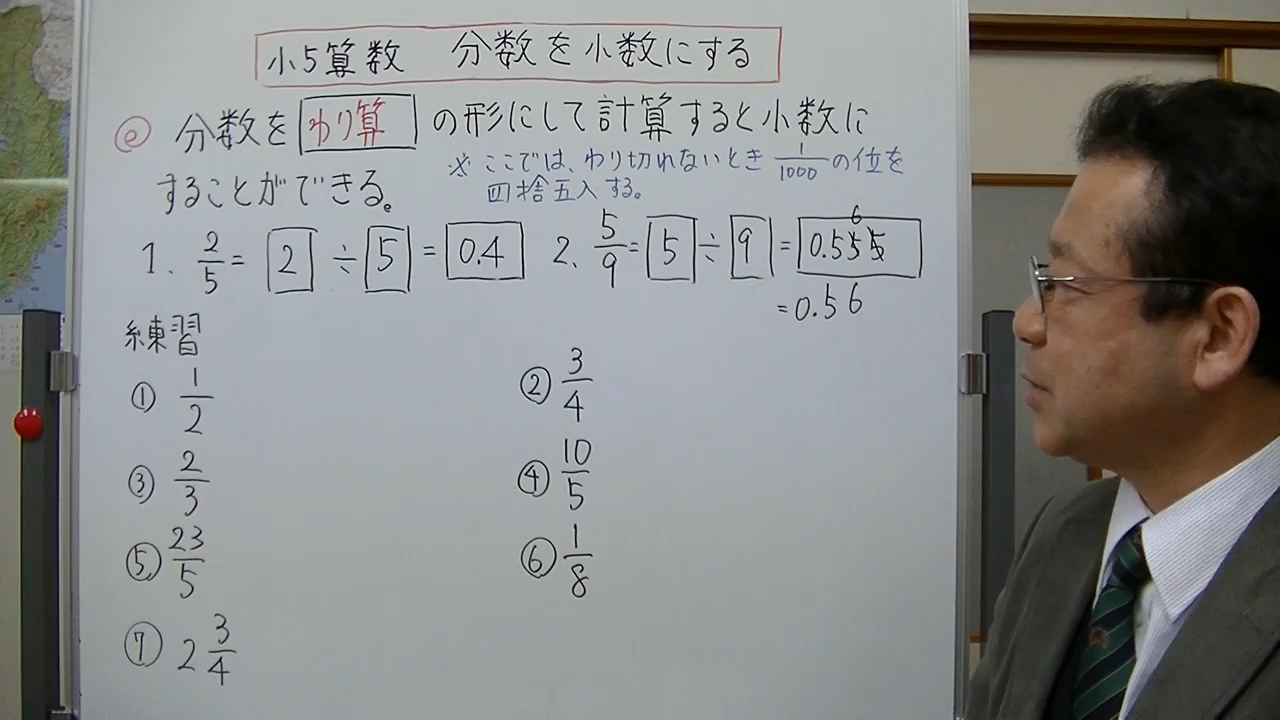 小5算数 分数を小数にする
◎ 分数を わり算 の形にして計算すると小数に
することができる。
※ ここでは、わり切れないとき 1/1000 の位を
四捨五入する。
1. 2/5 = 2 ÷ 5 = 0.4
2. 5/9 = 5 ÷ 9 = 0.555
6
= 0.56
練習
① 1/2
② 3/4
③ 2/3
④ 10/5
⑤ 23/5
⑥ 1/8
⑦ 2 3/4